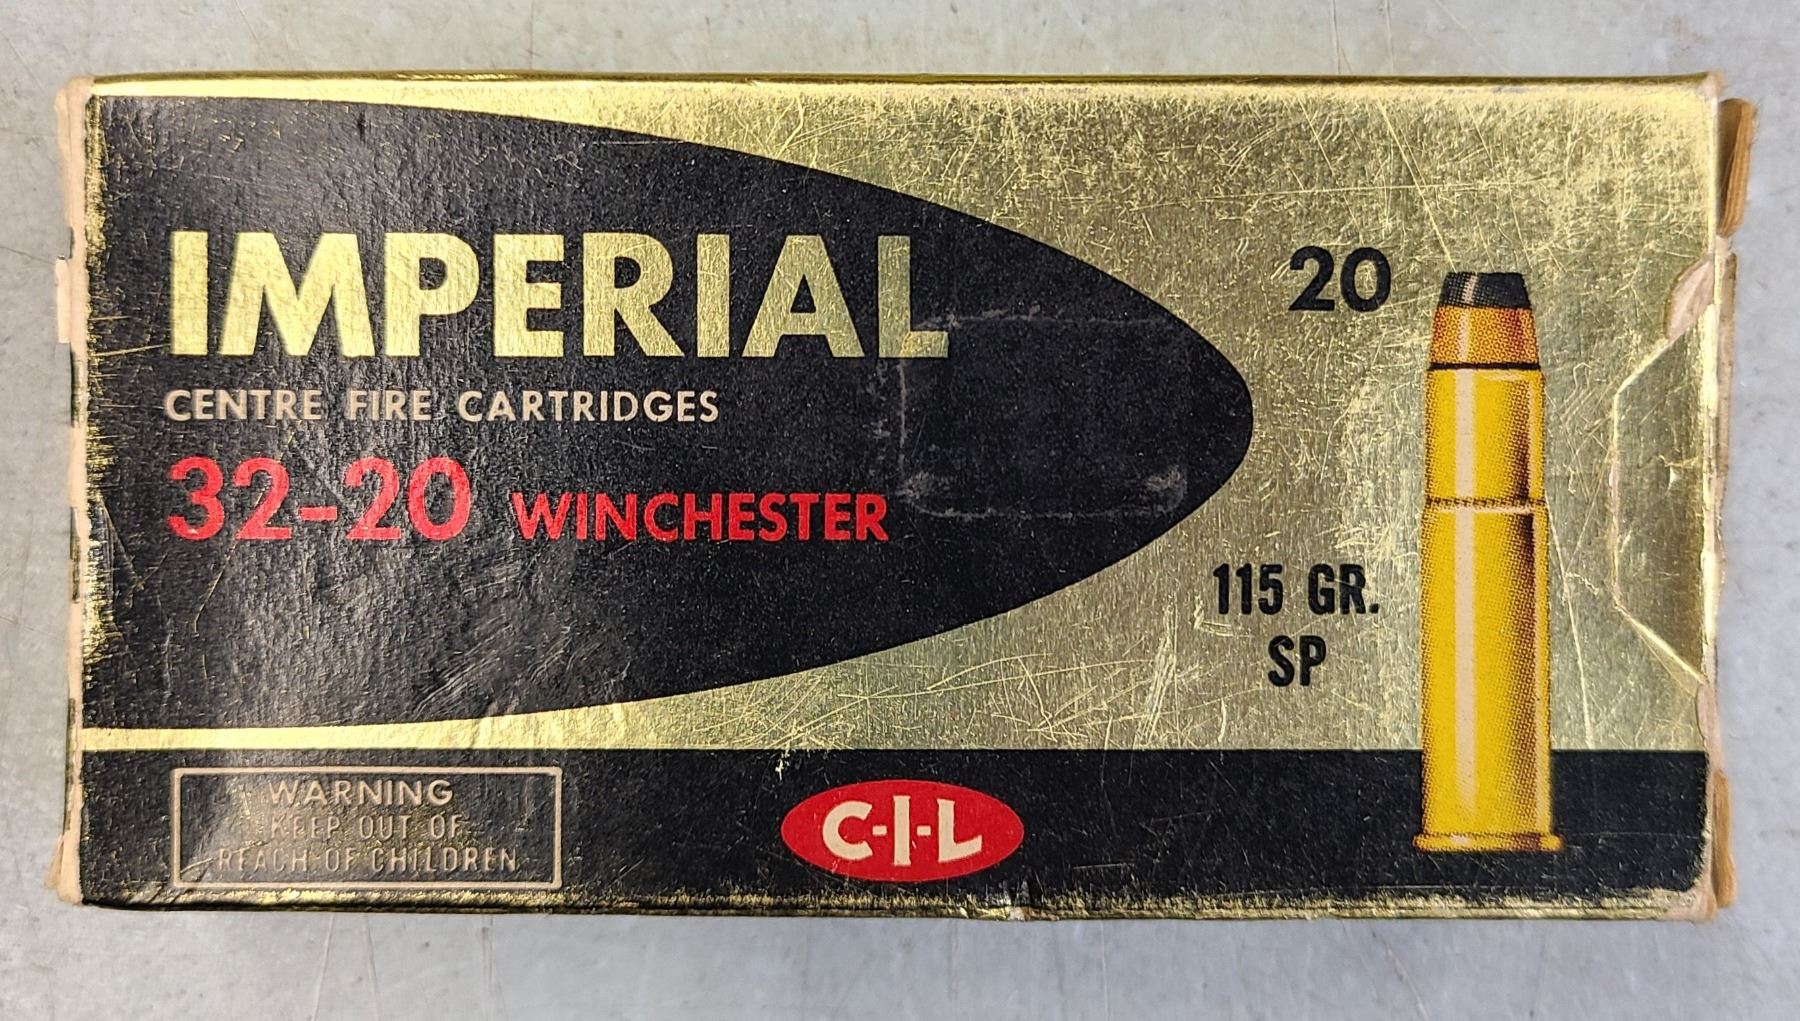 IMPERIAL
CENTRE FIRE CARTRIDGES
32-20 WINCHESTER
20
115 GR.
SP
WARNING
KEEP OUT OF
REACH OF CHILDREN
C-I-L